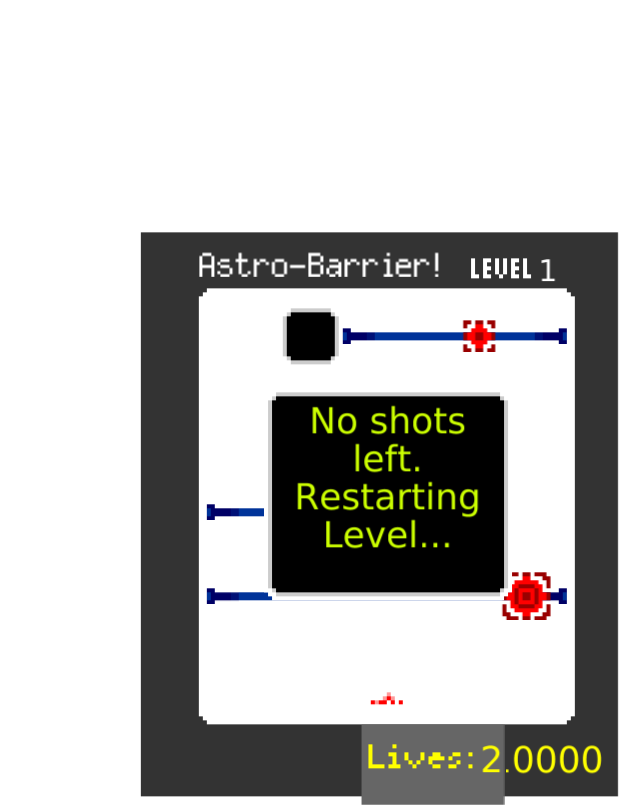 Astro-Barrier! LEVEL 1
No shots
left.
Restarting
Level...
Lives: 2.0000